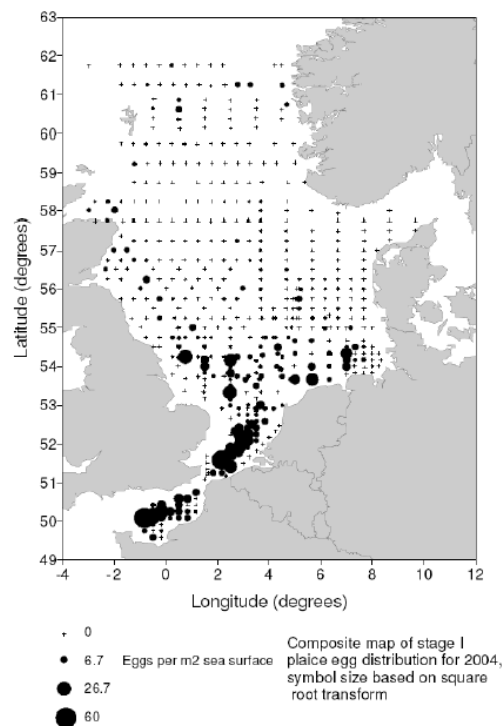 63
62
61
60
59
58
57
56
55
54
53
52
51
50
49
Latitude (degrees)
-4 -2 0 2 4 6 8 10 12
Longitude (degrees)
0
6.7 Eggs per m2 sea surface
26.7
60
Composite map of stage I
plaice egg distribution for 2004,
symbol size based on square
root transform